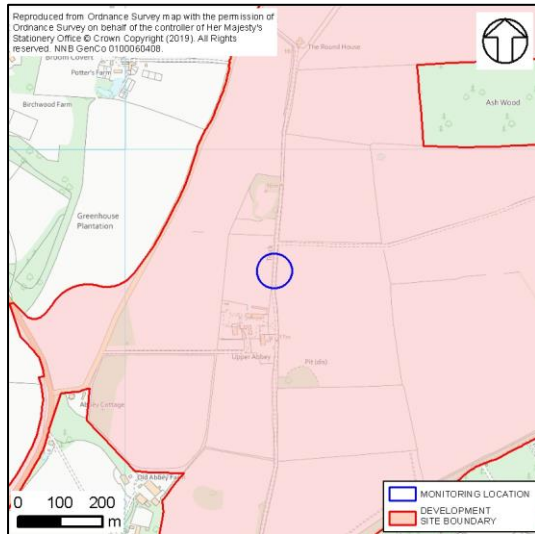 Reproduced from Ordnance Survey map with the permission of
Ordnance Survey on behalf of the controller of Her Majesty's
Stationery Office © Crown Copyright (2019). All Rights
reserved. NNB GenCo 0100060408.
The Round House
Broom Covert
Potter's Farm
Birchwood Farm
Ash Wood
Greenhouse
Plantation
Upper Abbey
Pit (dis)
Abbey Cottage
Old Abbey Farm
0 100 200
m
MONITORING LOCATION
DEVELOPMENT
SITE BOUNDARY